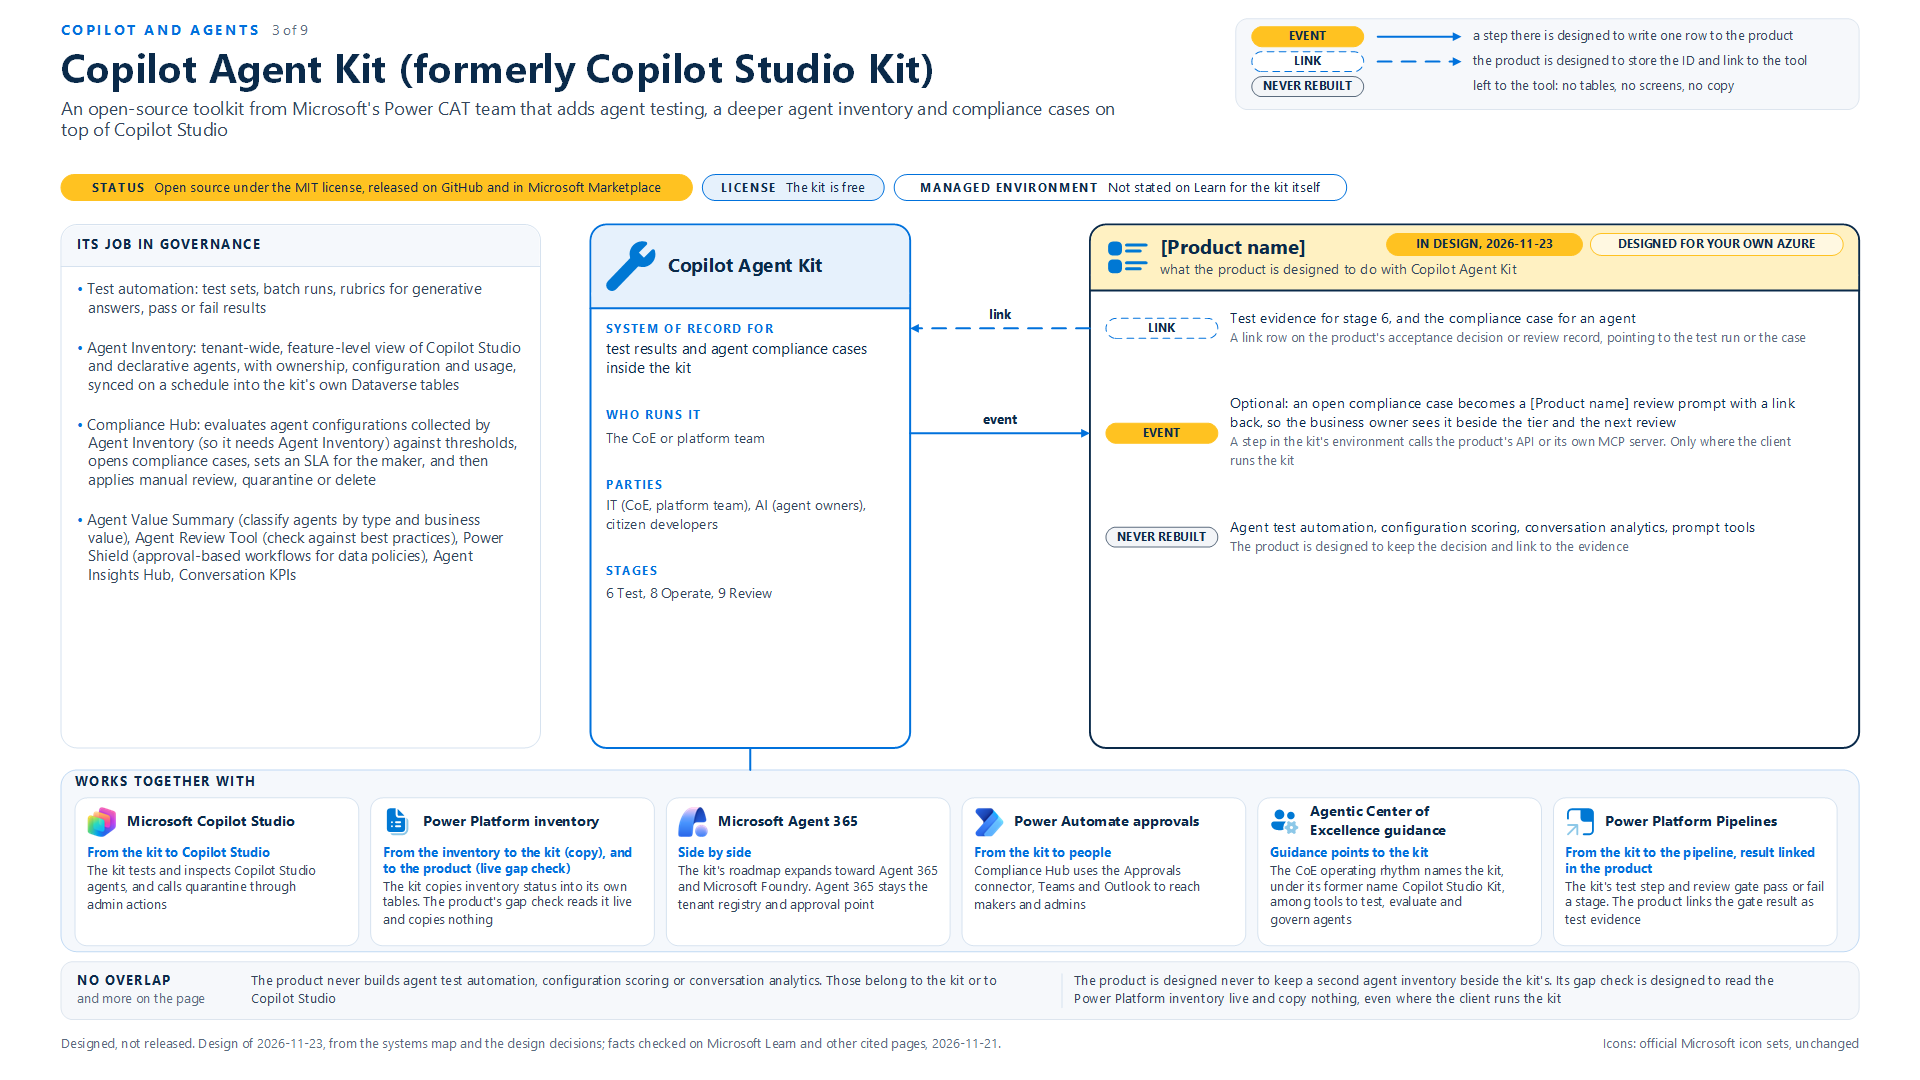 COPILOT AND AGENTS 3 of 9
Copilot Agent Kit (formerly Copilot Studio Kit)
An open-source toolkit from Microsoft's Power CAT team that adds agent testing, a deeper agent inventory and compliance cases on
top of Copilot Studio
EVENT a step there is designed to write one row to the product
LINK the product is designed to store the ID and link to the tool
NEVER REBUILT left to the tool: no tables, no screens, no copy
STATUS Open source under the MIT license, released on GitHub and in Microsoft Marketplace
LICENSE The kit is free
MANAGED ENVIRONMENT Not stated on Learn for the kit itself
ITS JOB IN GOVERNANCE
• Test automation: test sets, batch runs, rubrics for generative
answers, pass or fail results
• Agent Inventory: tenant-wide, feature-level view of Copilot Studio
and declarative agents, with ownership, configuration and usage,
synced on a schedule into the kit's own Dataverse tables
• Compliance Hub: evaluates agent configurations collected by
Agent Inventory (so it needs Agent Inventory) against thresholds,
opens compliance cases, sets an SLA for the maker, and then
applies manual review, quarantine or delete
• Agent Value Summary (classify agents by type and business
value), Agent Review Tool (check against best practices), Power
Shield (approval-based workflows for data policies), Agent
Insights Hub, Conversation KPIs
Copilot Agent Kit
SYSTEM OF RECORD FOR
test results and agent compliance cases
inside the kit
WHO RUNS IT
The CoE or platform team
PARTIES
IT (CoE, platform team), AI (agent owners),
citizen developers
STAGES
6 Test, 8 Operate, 9 Review
link
event
[Product name]
IN DESIGN, 2026-11-23
DESIGNED FOR YOUR OWN AZURE
what the product is designed to do with Copilot Agent Kit
LINK
Test evidence for stage 6, and the compliance case for an agent
A link row on the product's acceptance decision or review record, pointing to the test run or the case
EVENT
Optional: an open compliance case becomes a [Product name] review prompt with a link
back, so the business owner sees it beside the tier and the next review
A step in the kit's environment calls the product's API or its own MCP server. Only where the client
runs the kit
NEVER REBUILT
Agent test automation, configuration scoring, conversation analytics, prompt tools
The product is designed to keep the decision and link to the evidence
WORKS TOGETHER WITH
Microsoft Copilot Studio
From the kit to Copilot Studio
The kit tests and inspects Copilot Studio
agents, and calls quarantine through
admin actions
Power Platform inventory
From the inventory to the kit (copy), and
to the product (live gap check)
The kit copies inventory status into its own
tables. The product's gap check reads it live
and copies nothing
Microsoft Agent 365
Side by side
The kit's roadmap expands toward Agent 365
and Microsoft Foundry. Agent 365 stays the
tenant registry and approval point
Power Automate approvals
From the kit to people
Compliance Hub uses the Approvals
connector, Teams and Outlook to reach
makers and admins
Agentic Center of
Excellence guidance
Guidance points to the kit
The CoE operating rhythm names the kit,
under its former name Copilot Studio Kit,
among tools to test, evaluate and
govern agents
Power Platform Pipelines
From the kit to the pipeline, result linked
in the product
The kit's test step and review gate pass or fail
a stage. The product links the gate result as
test evidence
NO OVERLAP
and more on the page
The product never builds agent test automation, configuration scoring or conversation analytics. Those belong to the kit or to
Copilot Studio
The product is designed never to keep a second agent inventory beside the kit's. Its gap check is designed to read the
Power Platform inventory live and copy nothing, even where the client runs the kit
Designed, not released. Design of 2026-11-23, from the systems map and the design decisions; facts checked on Microsoft Learn and other cited pages, 2026-11-21.
Icons: official Microsoft icon sets, unchanged